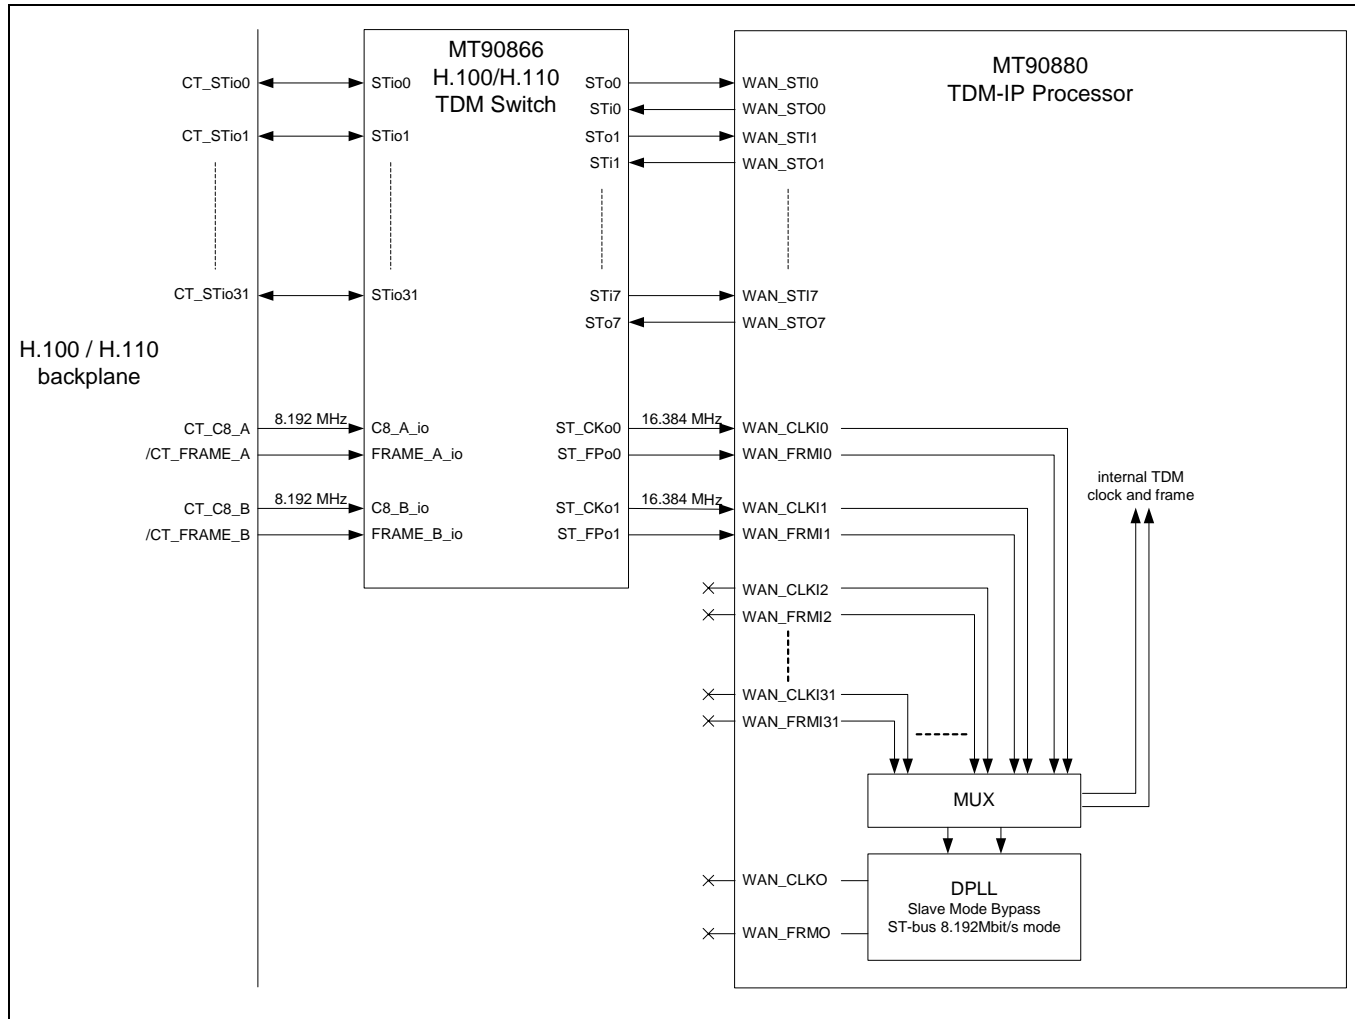 MT90866
H.100/H.110
TDM Switch
MT90880
TDM-IP Processor
CT_STio0
STio0
STo0
WAN_STI0
STi0
WAN_STO0
CT_STio1
STio1
STo1
WAN_STI1
STi1
WAN_STO1
CT_STio31
STio31
STi7
WAN_STI7
STo7
WAN_STO7
H.100 / H.110
backplane
CT_C8_A
8.192 MHz
C8_A_io
ST_CKo0
16.384 MHz
WAN_CLKI0
/CT_FRAME_A
FRAME_A_io
ST_FPo0
WAN_FRMI0
internal TDM
clock and frame
CT_C8_B
8.192 MHz
C8_B_io
ST_CKo1
16.384 MHz
WAN_CLKI1
/CT_FRAME_B
FRAME_B_io
ST_FPo1
WAN_FRMI1
WAN_CLKI2
WAN_FRMI2
WAN_CLKI31
WAN_FRMI31
MUX
WAN_CLKO
DPLL
Slave Mode Bypass
ST-bus 8.192Mbit/s mode
WAN_FRMO